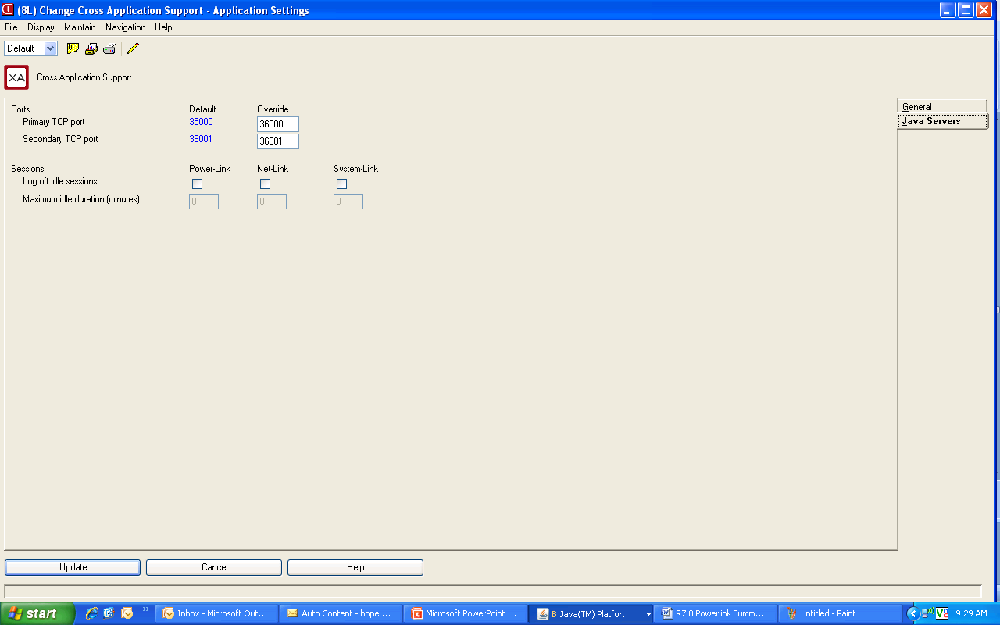 (8L) Change Cross Application Support - Application Settings
File Display Maintain Navigation Help
Default
XA Cross Application Support
Ports Default Override
Primary TCP port 35000 36000
Secondary TCP port 36001 36001
Sessions Power-Link Net-Link System-Link
Log off idle sessions
Maximum idle duration (minutes) 0 0 0
General
Java Servers
Update Cancel Help
start Inbox - Microsoft Out... Auto Content - hope ... Microsoft PowerPoint ... 8 Java(TM) Platfor... R7 8 Powerlink Summ... untitled - Paint 9:29 AM